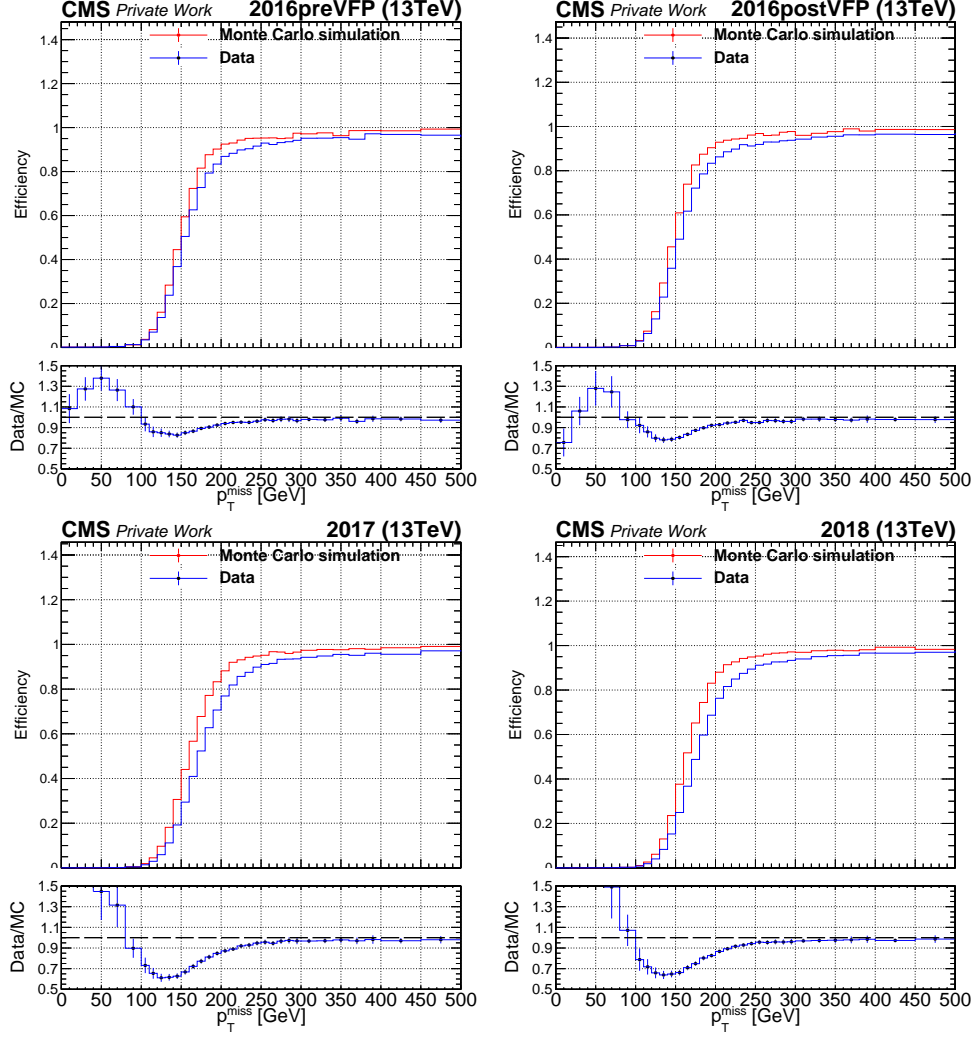 CMS Private Work 2016preVFP (13TeV)
Monte Carlo simulation
Data
Efficiency
1.4
1.2
1
0.8
0.6
0.4
0.2
0
Data/MC
1.5
1.3
1.1
0.9
0.7
0.5
0 50 100 150 200 250 300 350 400 450 500
p_T^miss [GeV]
CMS Private Work 2016postVFP (13TeV)
Monte Carlo simulation
Data
Efficiency
1.4
1.2
1
0.8
0.6
0.4
0.2
0
Data/MC
1.5
1.3
1.1
0.9
0.7
0.5
0 50 100 150 200 250 300 350 400 450 500
p_T^miss [GeV]
CMS Private Work 2017 (13TeV)
Monte Carlo simulation
Data
Efficiency
1.4
1.2
1
0.8
0.6
0.4
0.2
0
Data/MC
1.5
1.3
1.1
0.9
0.7
0.5
0 50 100 150 200 250 300 350 400 450 500
p_T^miss [GeV]
CMS Private Work 2018 (13TeV)
Monte Carlo simulation
Data
Efficiency
1.4
1.2
1
0.8
0.6
0.4
0.2
0
Data/MC
1.5
1.3
1.1
0.9
0.7
0.5
0 50 100 150 200 250 300 350 400 450 500
p_T^miss [GeV]